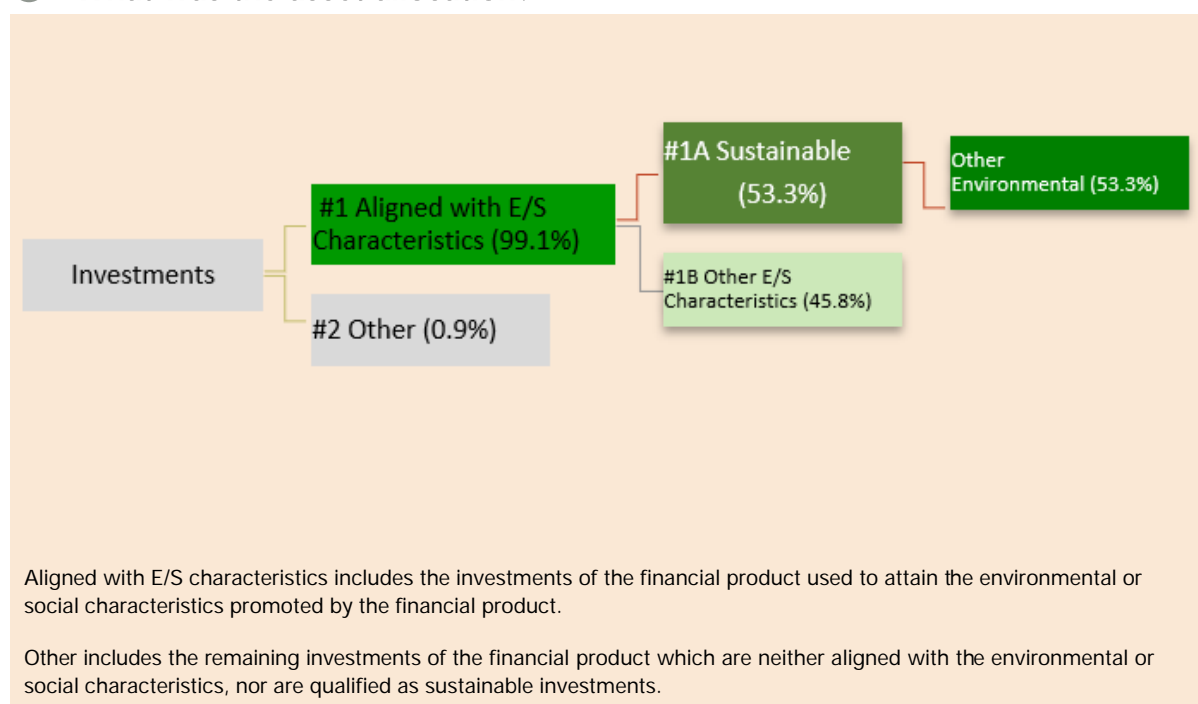 #1A Sustainable
(53.3%)
Other
Environmental (53.3%)
#1 Aligned with E/S
Characteristics (99.1%)
Investments
#1B Other E/S
Characteristics (45.8%)
#2 Other (0.9%)
Aligned with E/S characteristics includes the investments of the financial product used to attain the environmental or
social characteristics promoted by the financial product.
Other includes the remaining investments of the financial product which are neither aligned with the environmental or
social characteristics, nor are qualified as sustainable investments.